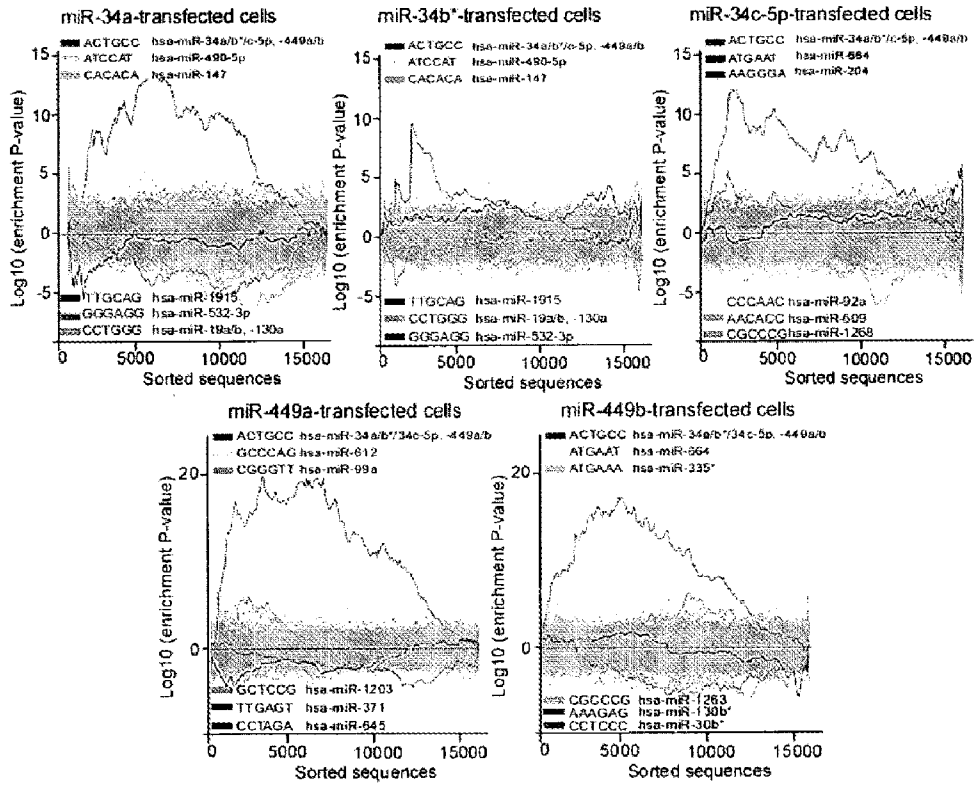 miR-34a-transfected cells
ACTGCC hsa-miR-34a/b*/c-5p, -449a/b
ATCCAT hsa-miR-490-5p
CACACA hsa-miR-147
Log10 (enrichment P-value)
15
10
5
0
-5
TTGCAG hsa-miR-1915
GGGAGG hsa-miR-532-3p
CCTGGG hsa-miR-19a/b, -130a
0 5000 10000 15000
Sorted sequences
miR-34b*-transfected cells
ACTGCC hsa-miR-34a/b*/c-5p, -449a/b
ATCCAT hsa-miR-490-5p
CACACA hsa-miR-147
Log10 (enrichment P-value)
15
10
5
0
-5
TTGCAG hsa-miR-1915
CCTGGG hsa-miR-19a/b, -130a
GGGAGG hsa-miR-532-3p
0 5000 10000 15000
Sorted sequences
miR-34c-5p-transfected cells
ACTGCC hsa-miR-34a/b*/c-5p, -449a/b
ATGAAT hsa-miR-664
AAGGGA hsa-miR-204
Log10 (enrichment P-value)
15
10
5
0
-5
CCCAAC hsa-miR-92a
AACACC hsa-miR-609
CGCCCG hsa-miR-1268
0 5000 10000 15000
Sorted sequences
miR-449a-transfected cells
ACTGCC hsa-miR-34a/b*/34c-5p, -449a/b
GCCCAG hsa-miR-612
CGGGTT hsa-miR-99a
Log10 (enrichment P-value)
20
0
GCTCCG hsa-miR-1203
TTGAGT hsa-miR-371
CCTAGA hsa-miR-645
0 5000 10000 15000
Sorted sequences
miR-449b-transfected cells
ACTGCC hsa-miR-34a/b*/34c-5p, -449a/b
ATGAAT hsa-miR-664
ATGAAA hsa-miR-335*
Log10 (enrichment P-value)
20
0
CGCCCG hsa-miR-1263
AAAGAG hsa-miR-130b*
CCTCCC hsa-miR-30b*
0 5000 10000 15000
Sorted sequences